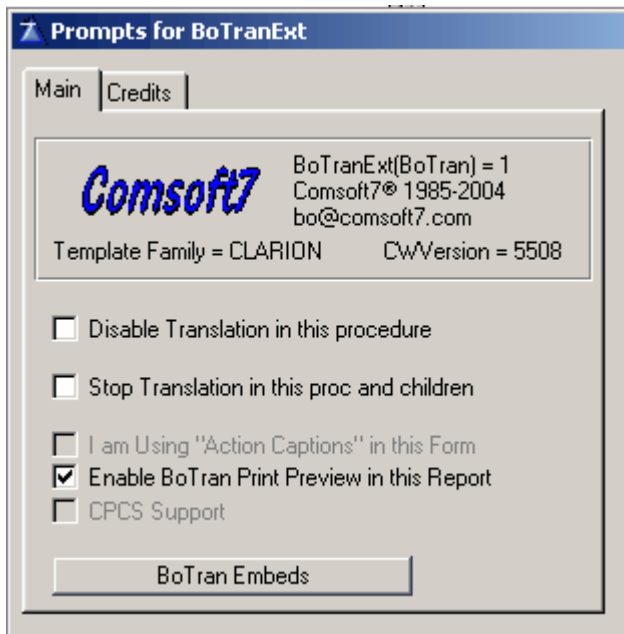 Prompts for BoTranExt
Main Credits
Comsoft7
BoTranExt(BoTran) = 1
Comsoft7® 1985-2004
bo@comsoft7.com
Template Family = CLARION CWVersion = 5508
Disable Translation in this procedure
Stop Translation in this proc and children
I am Using "Action Captions" in this Form
Enable BoTran Print Preview in this Report
CPCS Support
BoTran Embeds